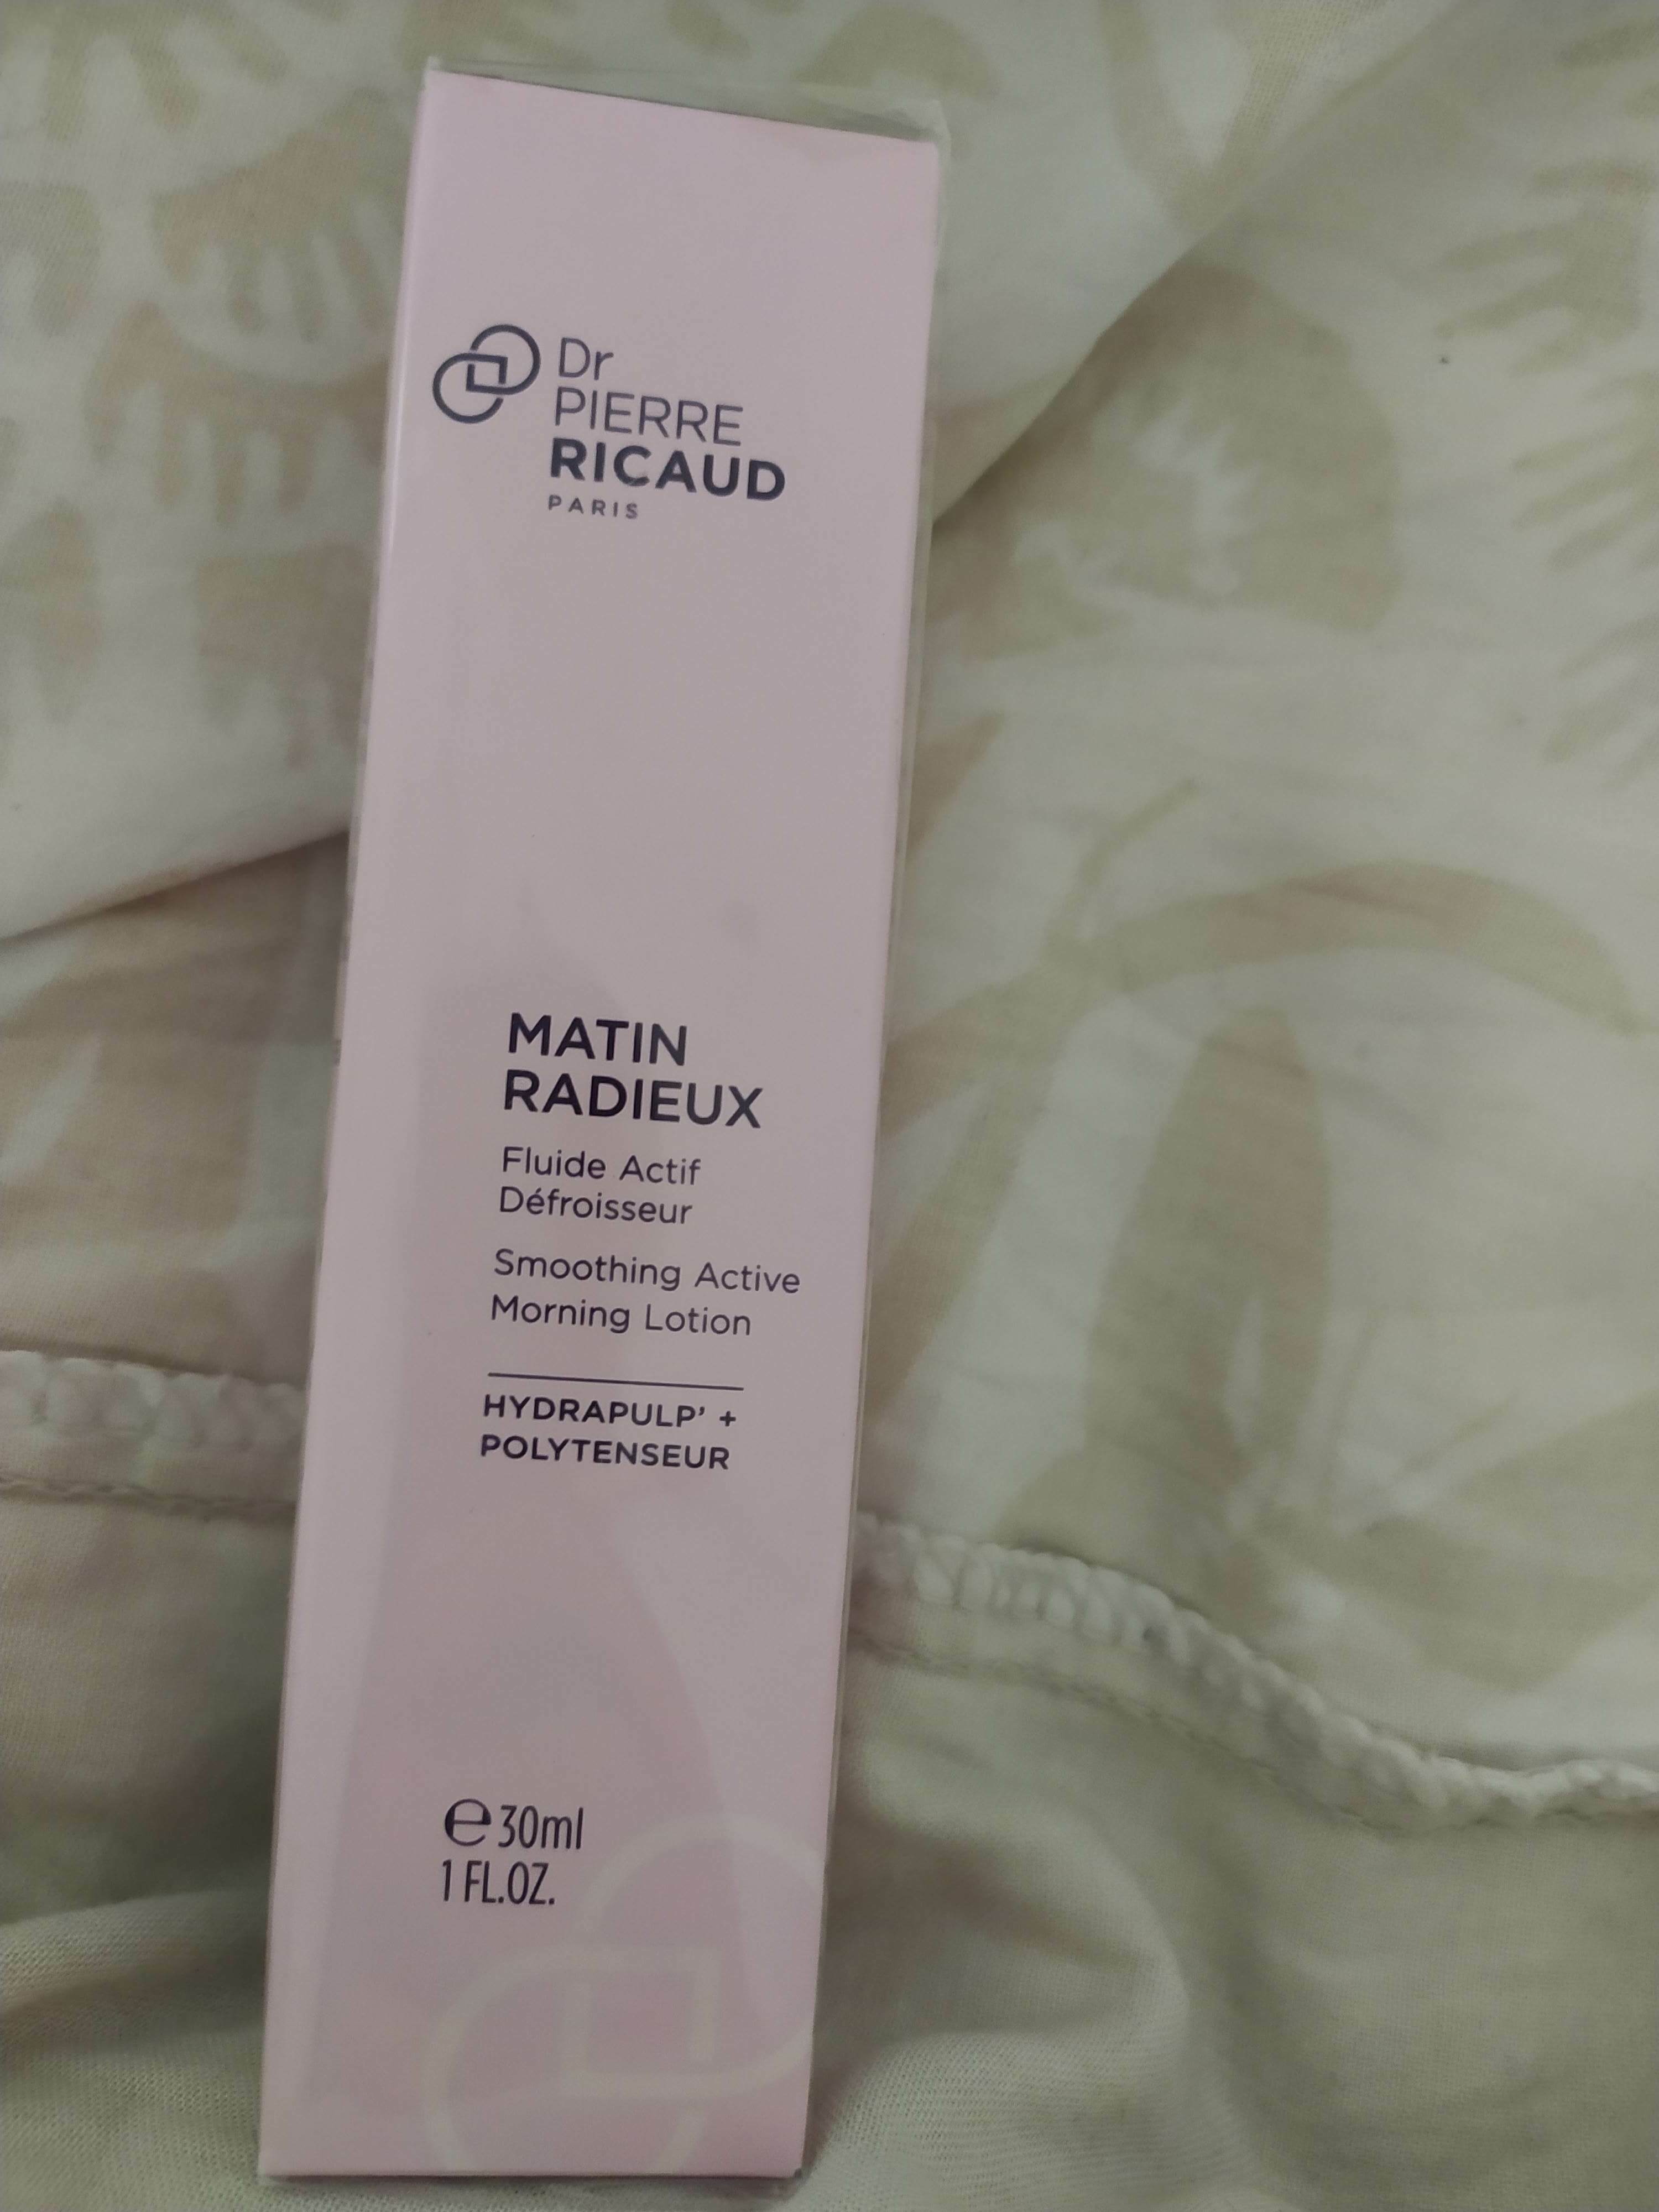 Dr
PIERRE
RICAUD
PARIS
MATIN
RADIEUX
Fluide Actif
Défroisseur
Smoothing Active
Morning Lotion
HYDRAPULP' +
POLYTENSEUR
℮ 30ml
1 FL.OZ.